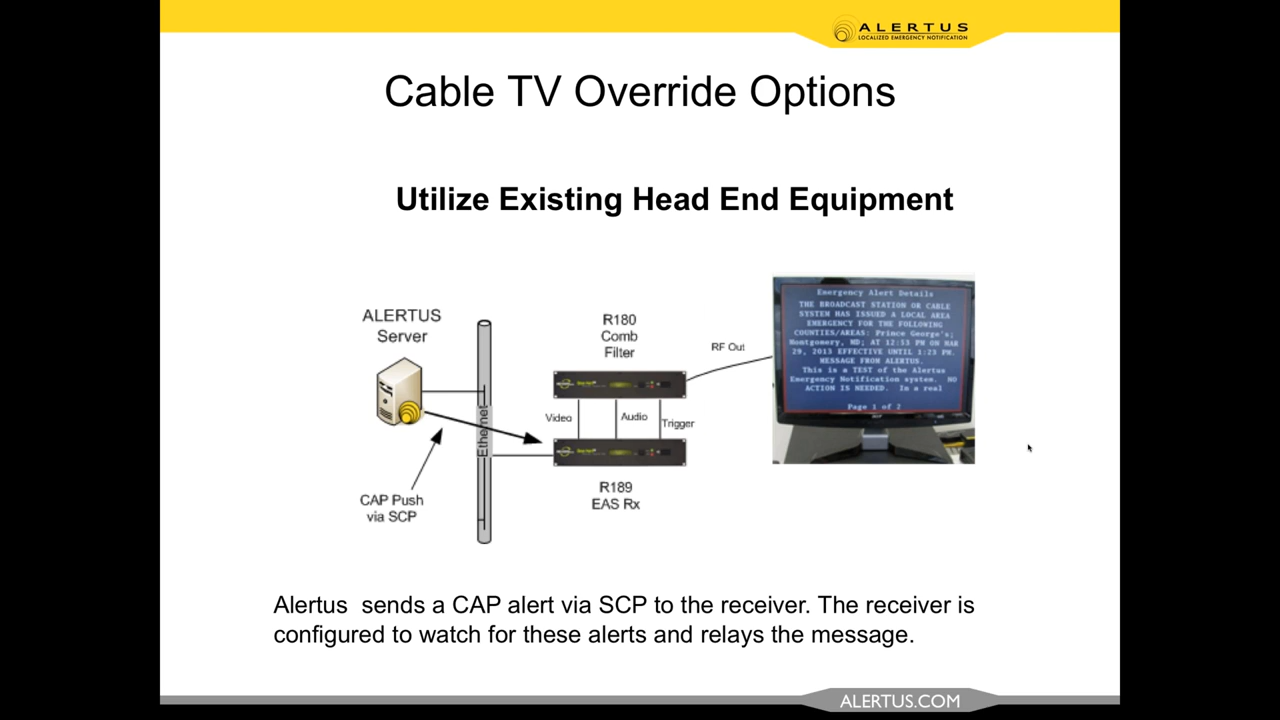 ALERTUS
LOCALIZED EMERGENCY NOTIFICATION
Cable TV Override Options
Utilize Existing Head End Equipment
ALERTUS
Server
R180
Comb
Filter
RF Out
Video
Audio
Trigger
Ethernet
R189
EAS Rx
CAP Push
via SCP
Emergency Alert Details
THE BROADCAST STATION OR CABLE
SYSTEM HAS ISSUED A LOCAL AREA
EMERGENCY FOR THE FOLLOWING
COUNTIES/AREAS: Prince George's;
Montgomery, MD; AT 12:53 PM ON MAR
29, 2013 EFFECTIVE UNTIL 1:23 PM.
MESSAGE FROM ALERTUS.
This is a TEST of the Alertus
Emergency Notification system. NO
ACTION IS NEEDED. In a real
Page 1 of 2
acer
Alertus sends a CAP alert via SCP to the receiver. The receiver is
configured to watch for these alerts and relays the message.
ALERTUS.COM